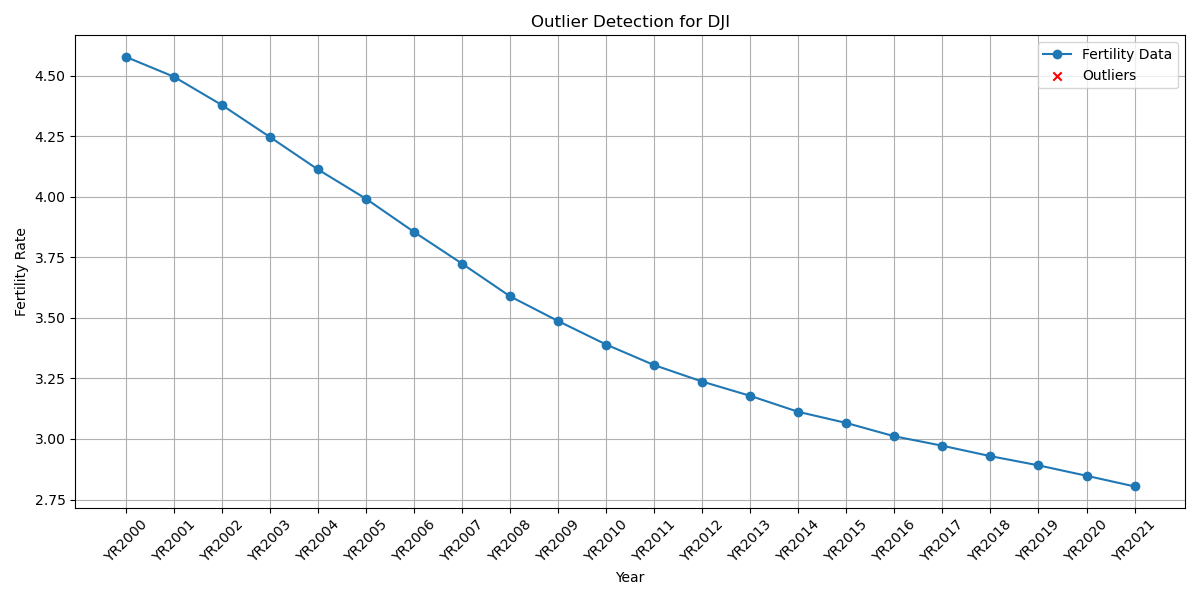 Outlier Detection for DJI
Fertility Data
Outliers
Fertility Rate
4.50
4.25
4.00
3.75
3.50
3.25
3.00
2.75
YR2000
YR2001
YR2002
YR2003
YR2004
YR2005
YR2006
YR2007
YR2008
YR2009
YR2010
YR2011
YR2012
YR2013
YR2014
YR2015
YR2016
YR2017
YR2018
YR2019
YR2020
YR2021
Year